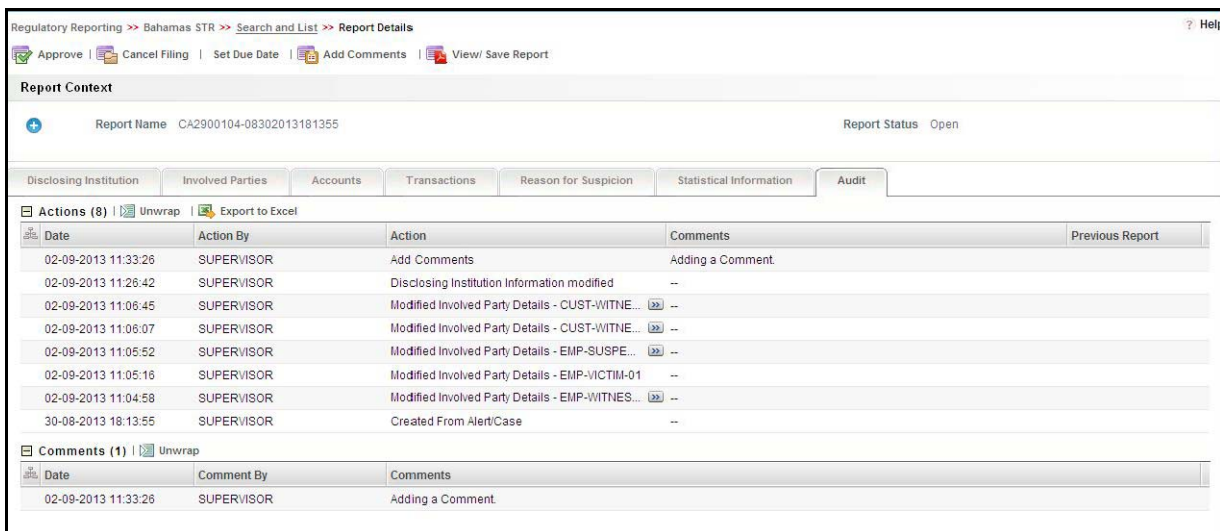 Regulatory Reporting >> Bahamas STR >> Search and List >> Report Details ? Help
Approve | Cancel Filing | Set Due Date | Add Comments | View/ Save Report
Report Context
Report Name CA2900104-08302013181355 Report Status Open
Disclosing Institution Involved Parties Accounts Transactions Reason for Suspicion Statistical Information Audit
Actions (8) | Unwrap | Export to Excel
Date Action By Action Comments Previous Report
02-09-2013 11:33:26 SUPERVISOR Add Comments Adding a Comment.
02-09-2013 11:26:42 SUPERVISOR Disclosing Institution Information modified --
02-09-2013 11:06:45 SUPERVISOR Modified Involved Party Details - CUST-WITNE... >> --
02-09-2013 11:06:07 SUPERVISOR Modified Involved Party Details - CUST-WITNE... >> --
02-09-2013 11:05:52 SUPERVISOR Modified Involved Party Details - EMP-SUSPE... >> --
02-09-2013 11:05:16 SUPERVISOR Modified Involved Party Details - EMP-VICTIM-01 --
02-09-2013 11:04:58 SUPERVISOR Modified Involved Party Details - EMP-WITNES... >> --
30-08-2013 18:13:55 SUPERVISOR Created From Alert/Case --
Comments (1) | Unwrap
Date Comment By Comments
02-09-2013 11:33:26 SUPERVISOR Adding a Comment.